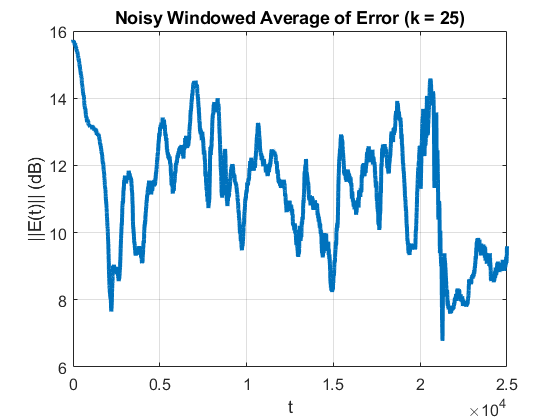 Noisy Windowed Average of Error (k = 25)
||E(t)|| (dB)
16
14
12
10
8
6
0 0.5 1 1.5 2 2.5
t
×10^4